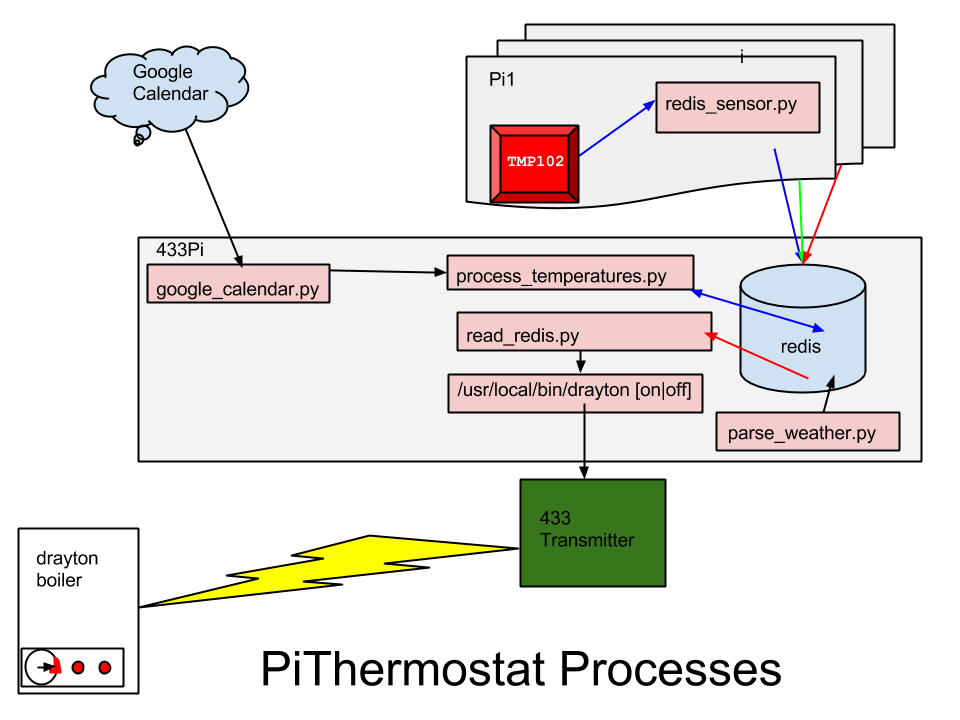 Google
Calendar
i
Pi1
redis_sensor.py
TMP102
433Pi
google_calendar.py
process_temperatures.py
read_redis.py
redis
/usr/local/bin/drayton [on|off]
parse_weather.py
433
Transmitter
drayton
boiler
PiThermostat Processes